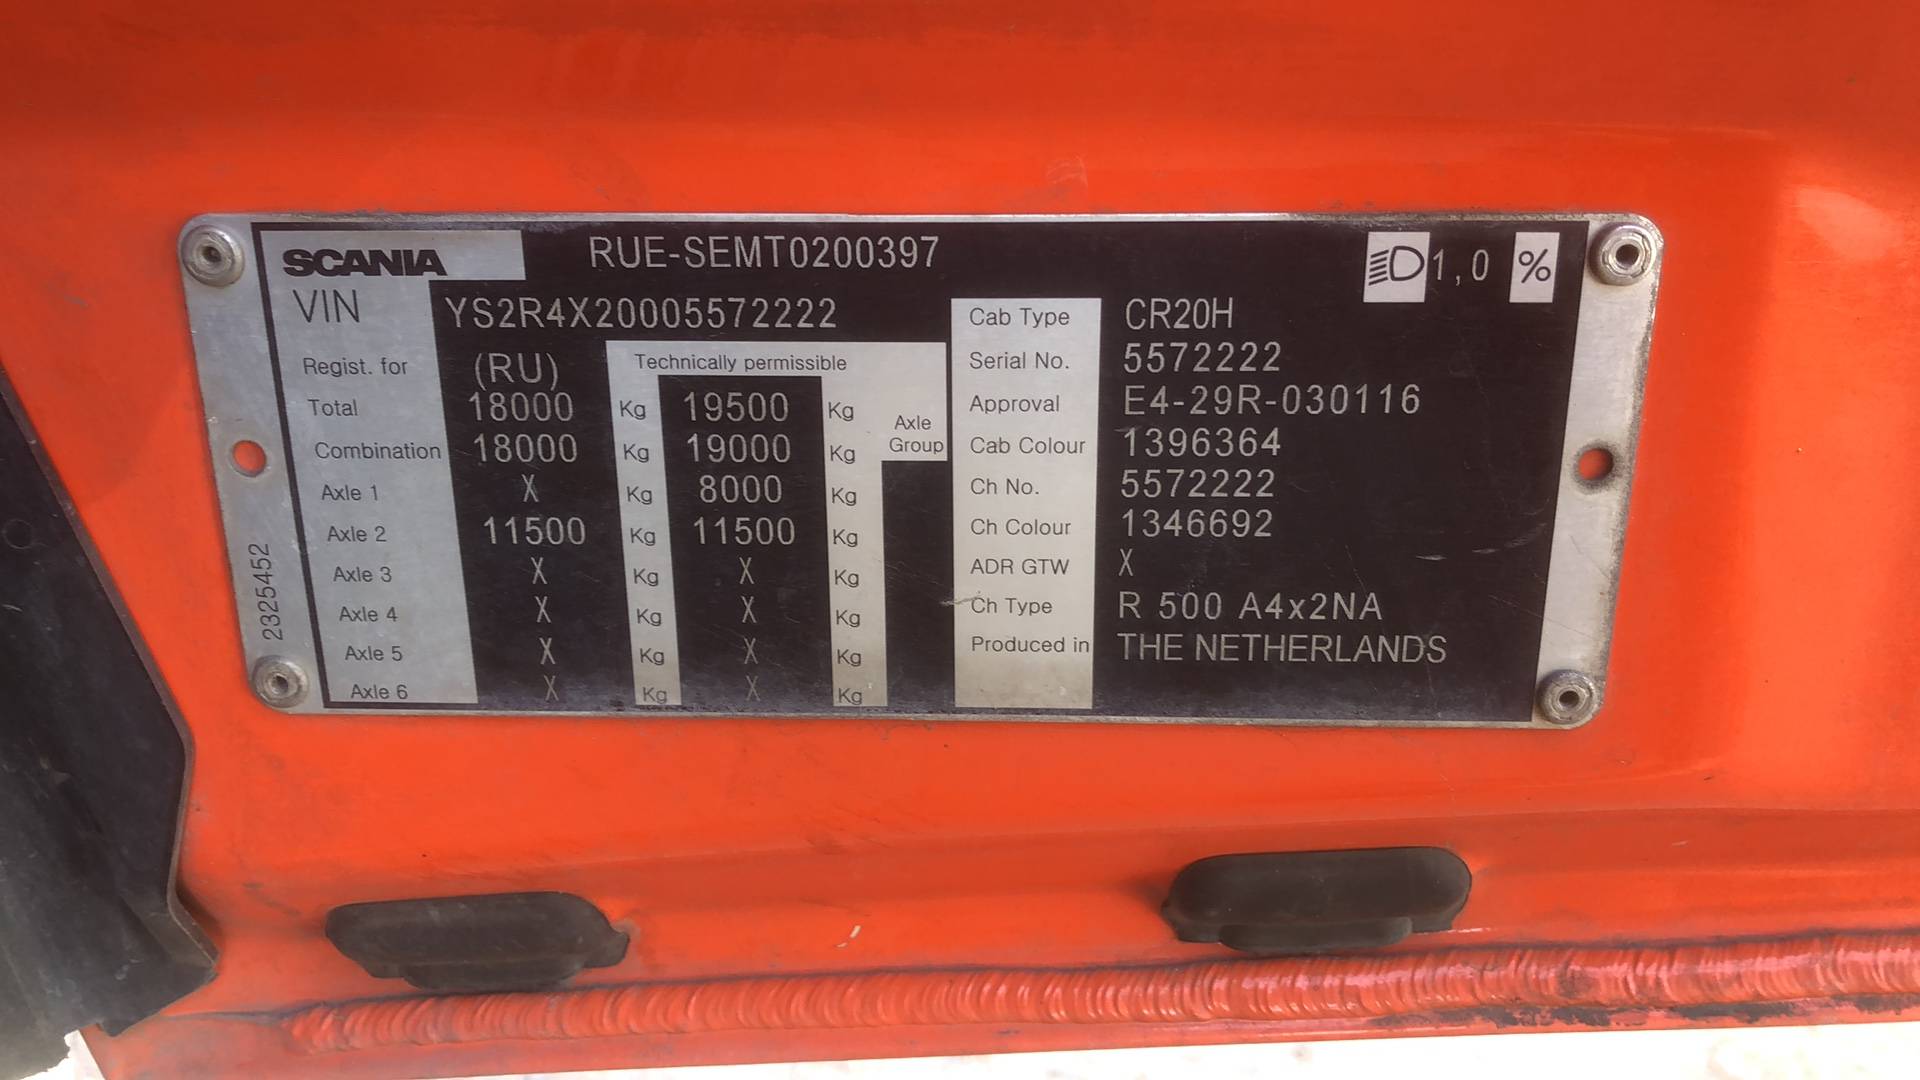 SCANIA RUE-SEMT0200397 1,0 %
VIN YS2R4X20005572222
Regist. for (RU) Technically permissible
Total 18000 Kg 19500 Kg Axle Group
Combination 18000 Kg 19000 Kg
Axle 1 X Kg 8000 Kg
Axle 2 11500 Kg 11500 Kg
Axle 3 X Kg X Kg
Axle 4 X Kg X Kg
Axle 5 X Kg X Kg
Axle 6 X Kg X Kg
Cab Type CR20H
Serial No. 5572222
Approval E4-29R-030116
Cab Colour 1396364
Ch No. 5572222
Ch Colour 1346692
ADR GTW X
Ch Type R 500 A4x2NA
Produced in THE NETHERLANDS
2325452